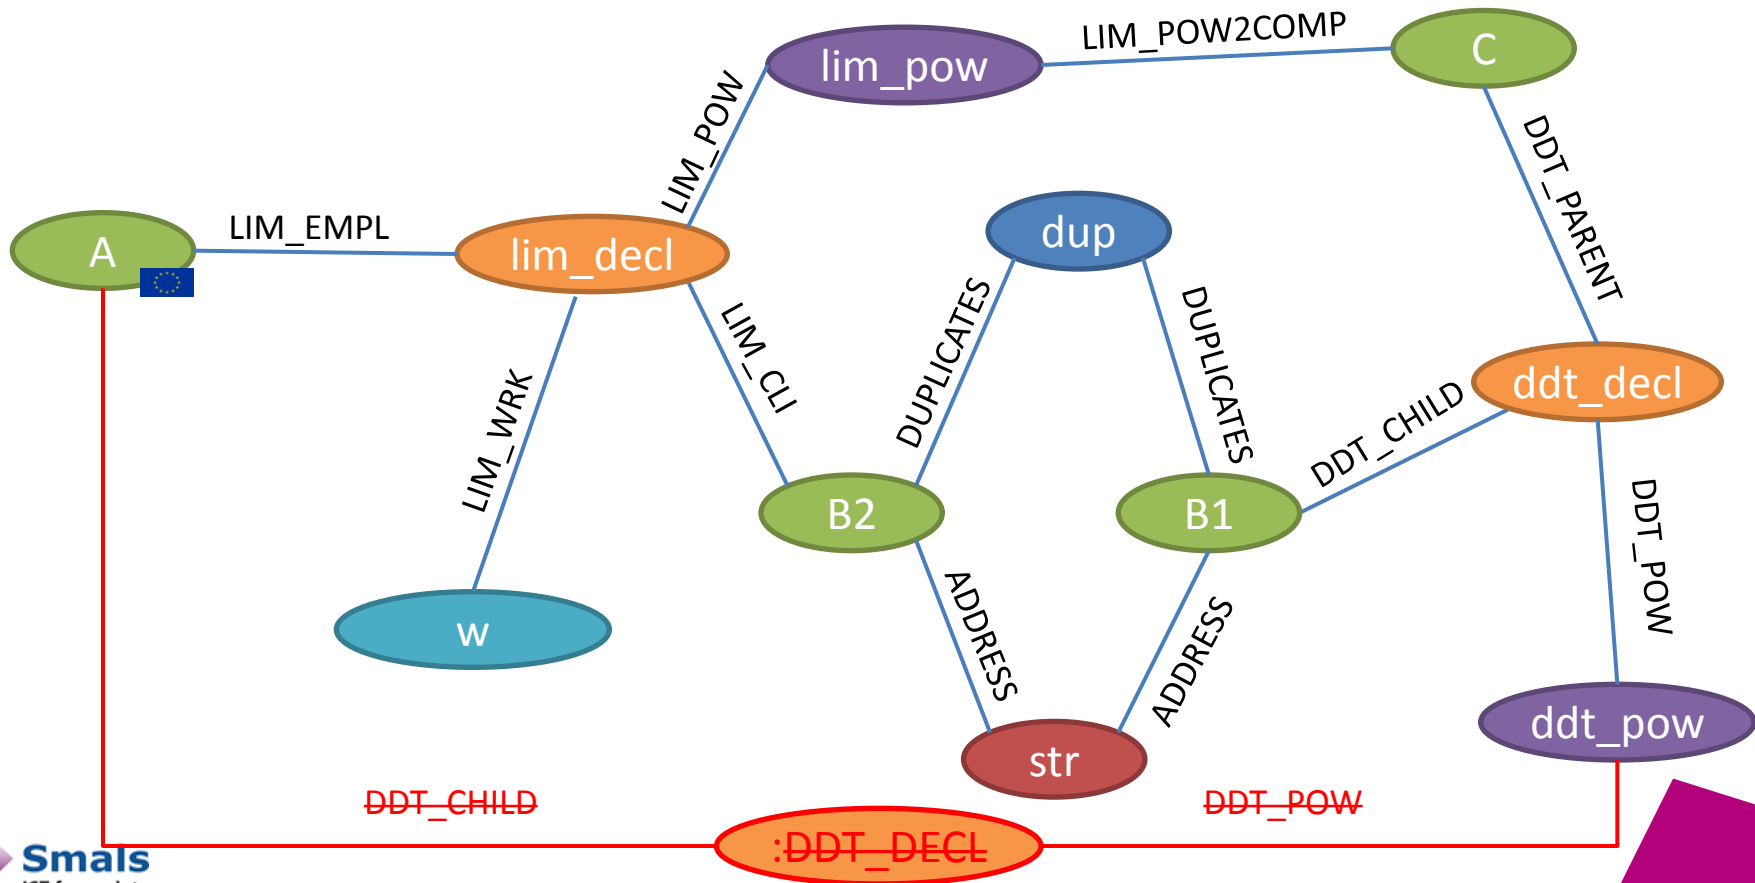 LIM_POW2COMP
C
lim_pow
LIM_POW
DDT_PARENT
A
LIM_EMPL
lim_decl
dup
LIM_CLI
DUPLICATES
DUPLICATES
ddt_decl
LIM_WRK
DDT_CHILD
B2
B1
DDT_POW
w
ADDRESS
ADDRESS
ddt_pow
str
DDT_CHILD
DDT_POW
:DDT_DECL
Smals